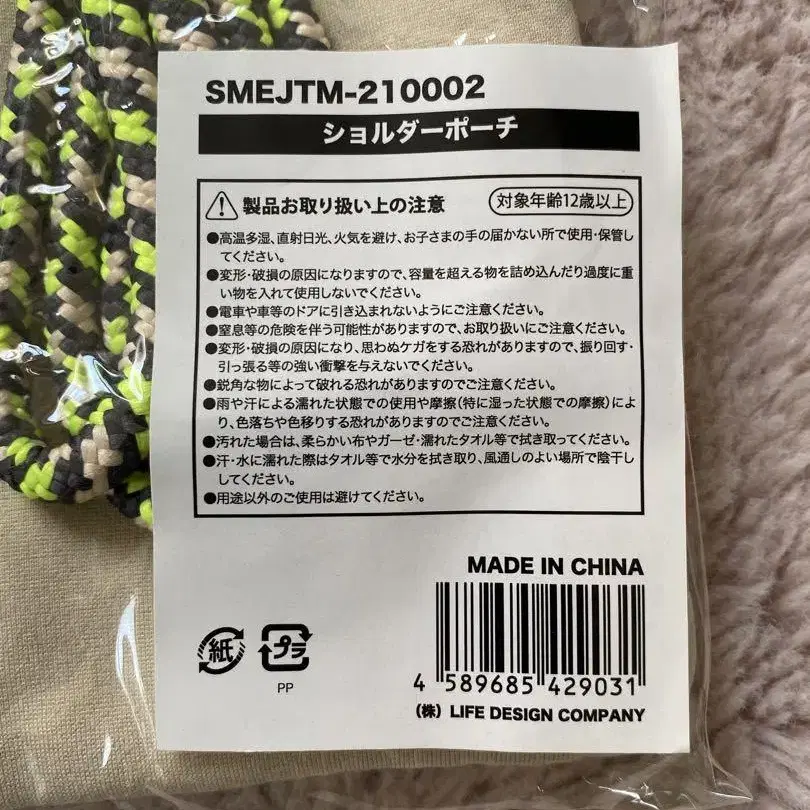 SMEJTM-210002
ショルダーポーチ
製品お取り扱い上の注意
対象年齢12歳以上
●高温多湿、直射日光、火気を避け、お子さまの手の届かない所で使用・保管し
てください。
●変形・破損の原因になりますので、容量を超える物を詰め込んだり過度に重
い物を入れて使用しないでください。
●電車や車等のドアに引き込まれないようにご注意ください。
●窒息等の危険を伴う可能性がありますので、お取り扱いにご注意ください。
●変形・破損の原因になり、思わぬケガをする恐れがありますので、振り回す・
引っ張る等の強い衝撃を与えないでください。
●鋭角な物によって破れる恐れがありますのでご注意ください。
●雨や汗による濡れた状態での使用や摩擦(特に湿った状態での摩擦)によ
り、色落ちや色移りする恐れがありますのでご注意ください。
●汚れた場合は、柔らかい布やガーゼ・濡れたタオル等で拭き取ってください。
●汗・水に濡れた際はタオル等で水分を拭き取り、風通しのよい場所で陰干し
してください。
●用途以外のご使用は避けてください。
MADE IN CHINA
紙
プラ
PP
4 589685 429031
(株) LIFE DESIGN COMPANY